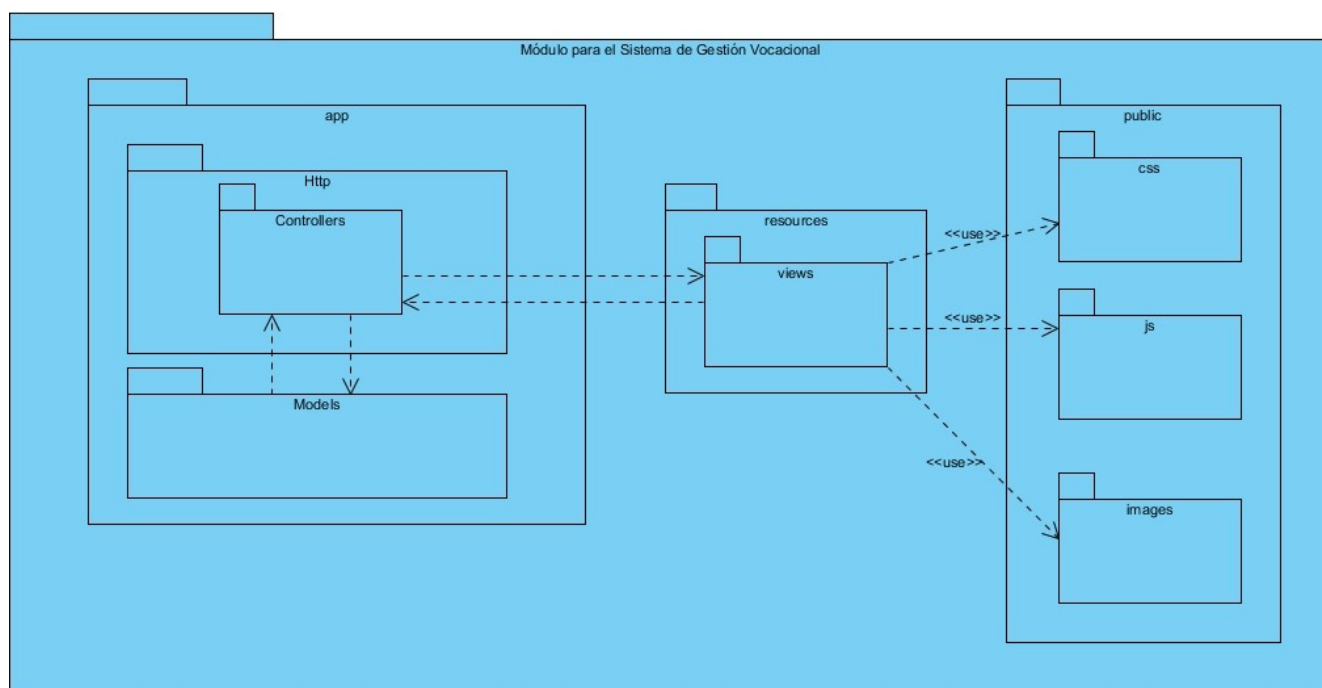 Módulo para el Sistema de Gestión Vocacional
app
public
css
Http
Controllers
resources
<<use>>
views
<<use>>
js
Models
<<use>>
images